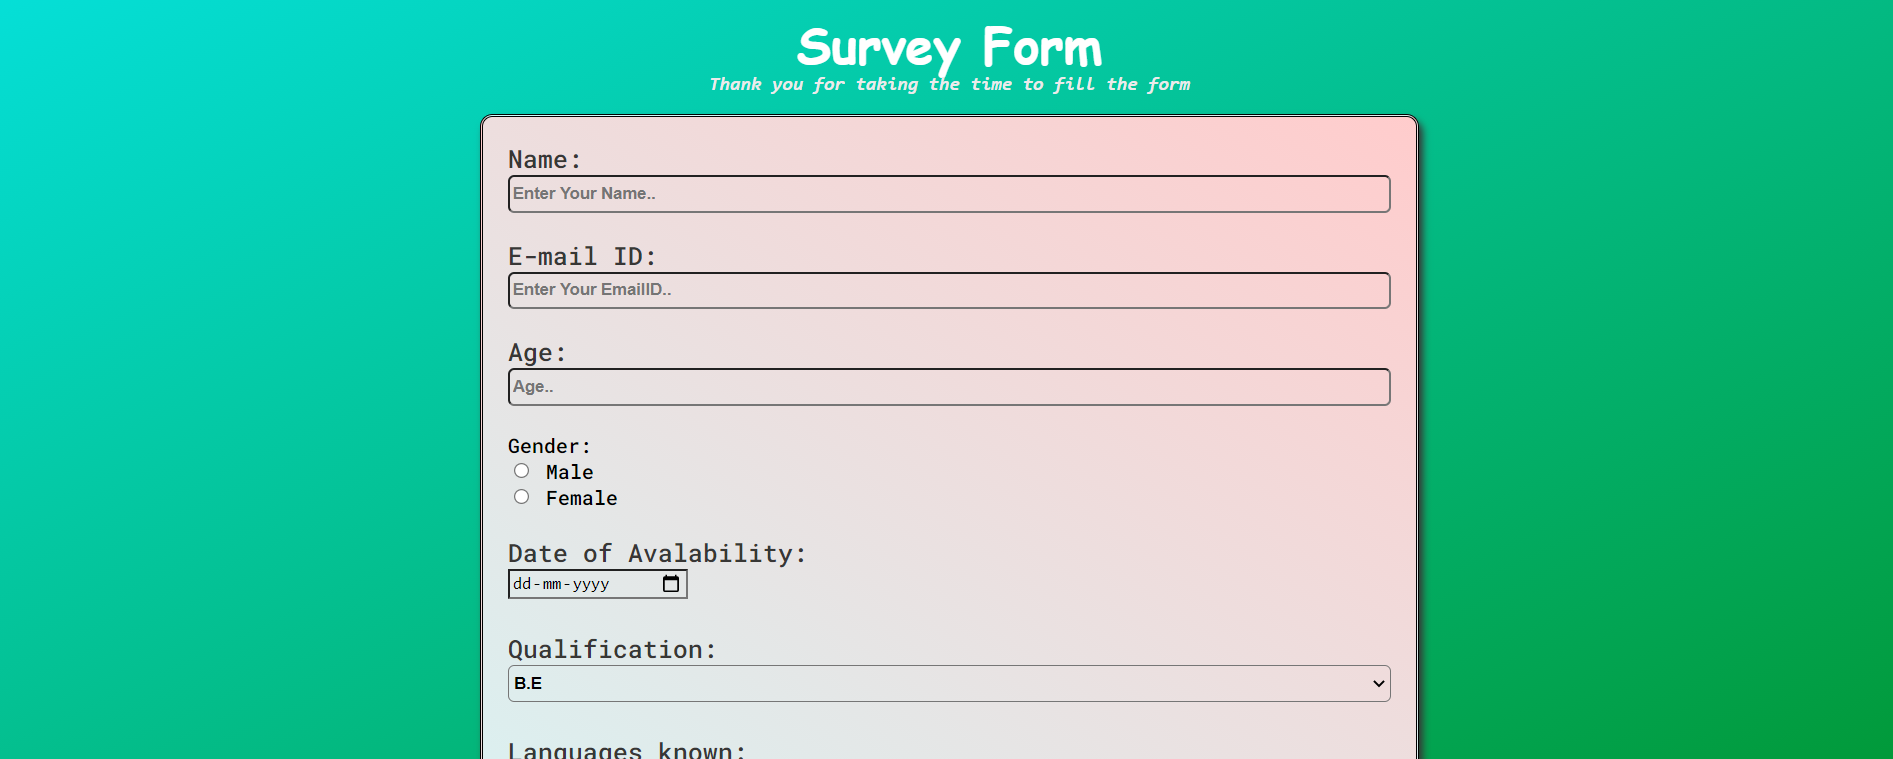 Survey Form
Thank you for taking the time to fill the form
Name:
Enter Your Name..
E-mail ID:
Enter Your EmailID..
Age:
Age..
Gender:
Male
Female
Date of Avalability:
dd-mm-yyyy
Qualification:
B.E
Languages known: